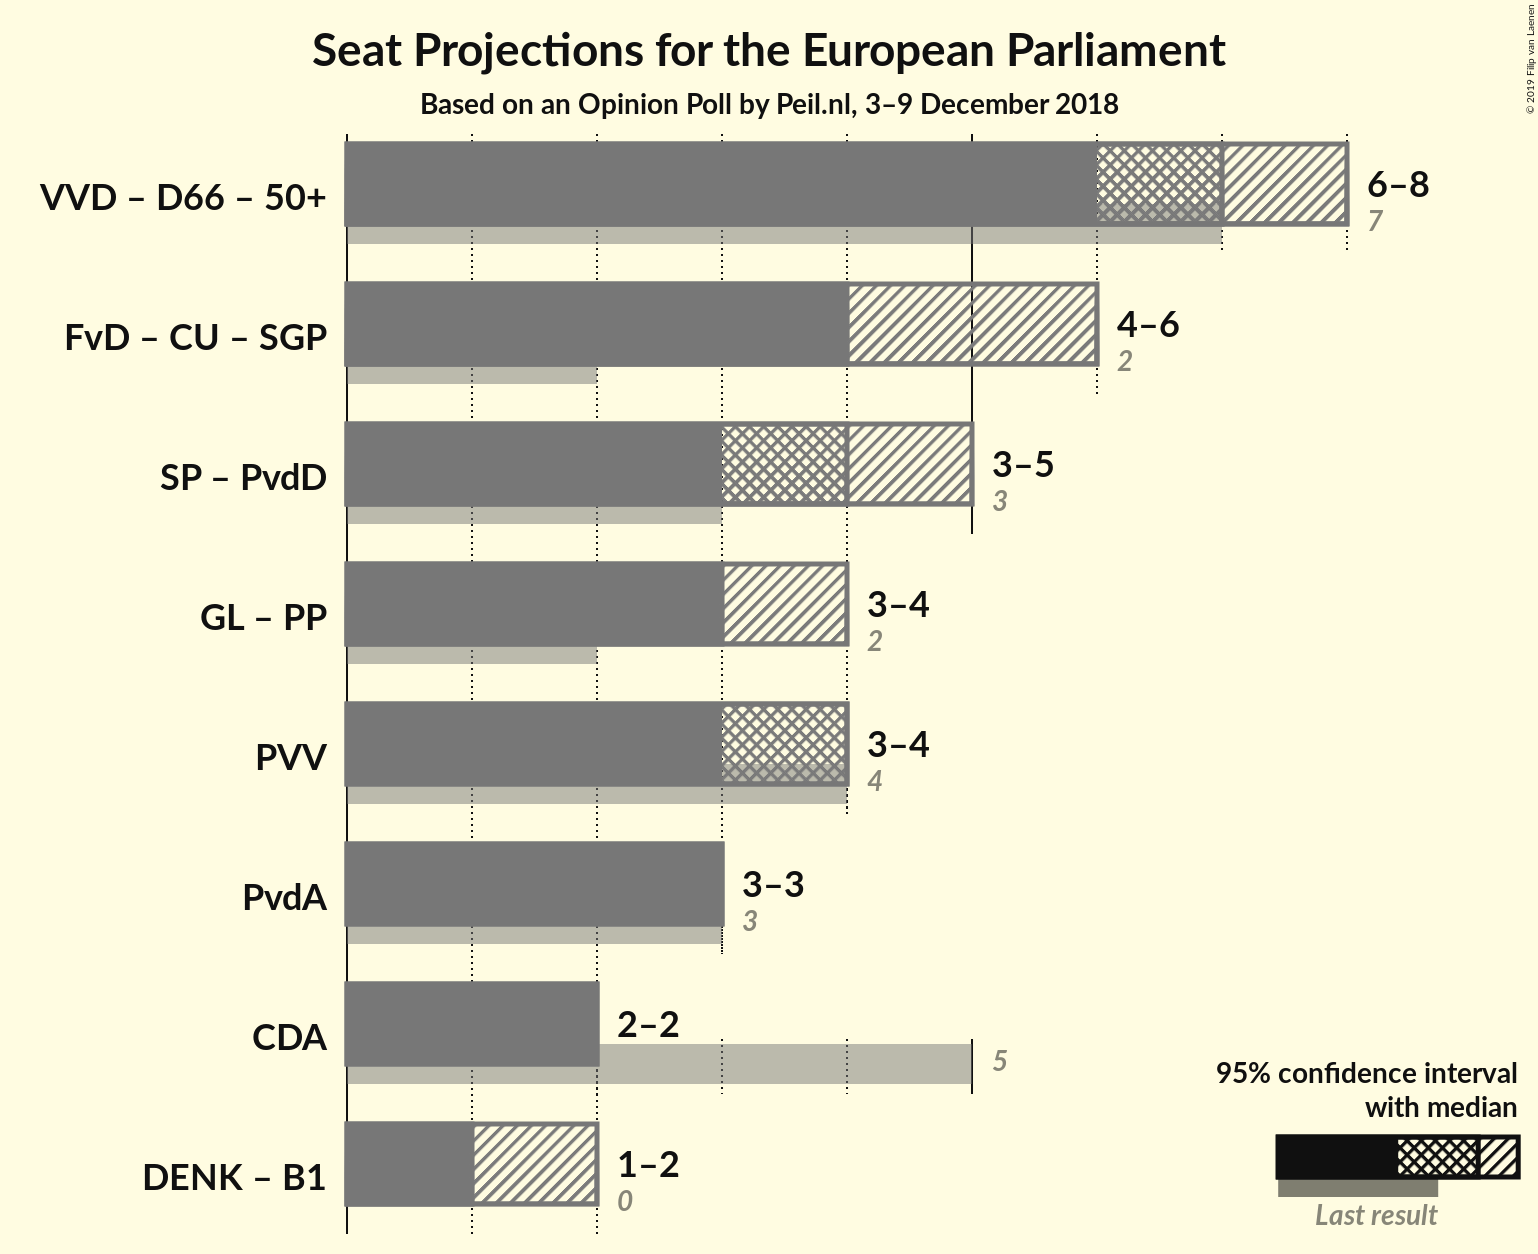 Seat Projections for the European Parliament
Based on an Opinion Poll by Peil.nl, 3–9 December 2018
© 2019 Filip van Laenen
VVD – D66 – 50+
6–8
7
FvD – CU – SGP
4–6
2
SP – PvdD
3–5
3
GL – PP
3–4
2
PVV
3–4
4
PvdA
3–3
3
CDA
2–2
5
DENK – B1
1–2
0
95% confidence interval
with median
Last result